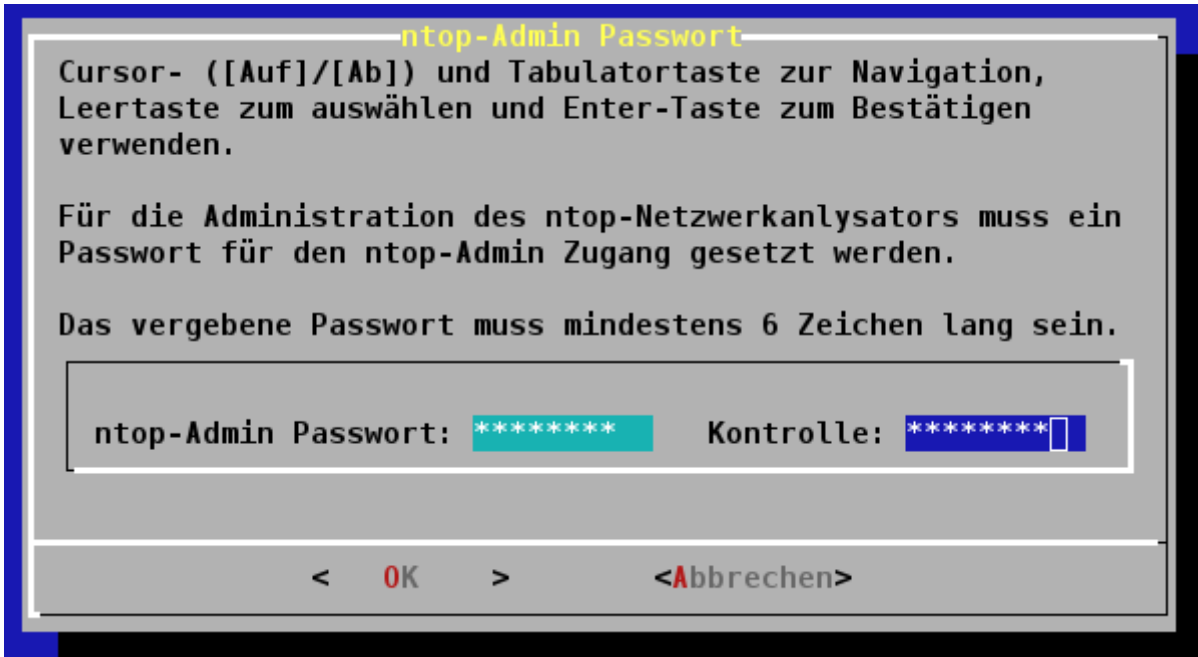 ntop-Admin Passwort
Cursor- ([Auf]/[Ab]) und Tabulatortaste zur Navigation,
Leertaste zum auswählen und Enter-Taste zum Bestätigen
verwenden.
Für die Administration des ntop-Netzwerkanlysators muss ein
Passwort für den ntop-Admin Zugang gesetzt werden.
Das vergebene Passwort muss mindestens 6 Zeichen lang sein.
ntop-Admin Passwort: ******** Kontrolle: ********
< OK > <Abbrechen>